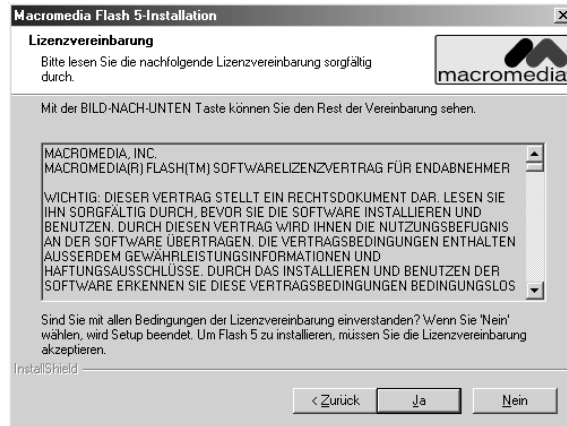 Macromedia Flash 5-Installation
Lizenzvereinbarung
Bitte lesen Sie die nachfolgende Lizenzvereinbarung sorgfältig
durch.
macromedia
Mit der BILD-NACH-UNTEN Taste können Sie den Rest der Vereinbarung sehen.
MACROMEDIA, INC.
MACROMEDIA(R) FLASH(TM) SOFTWARELIZENZVERTRAG FÜR ENDABNEHMER
WICHTIG: DIESER VERTRAG STELLT EIN RECHTSDOKUMENT DAR. LESEN SIE
IHN SORGFÄLTIG DURCH, BEVOR SIE DIE SOFTWARE INSTALLIEREN UND
BENUTZEN. DURCH DIESEN VERTRAG WIRD IHNEN DIE NUTZUNGSBEFUGNIS
AN DER SOFTWARE ÜBERTRAGEN. DIE VERTRAGSBEDINGUNGEN ENTHALTEN
AUSSERDEM GEWÄHRLEISTUNGSINFORMATIONEN UND
HAFTUNGSAUSSCHLÜSSE. DURCH DAS INSTALLIEREN UND BENUTZEN DER
SOFTWARE ERKENNEN SIE DIESE VERTRAGSBEDINGUNGEN BEDINGUNGSLOS
Sind Sie mit allen Bedingungen der Lizenzvereinbarung einverstanden? Wenn Sie 'Nein'
wählen, wird Setup beendet. Um Flash 5 zu installieren, müssen Sie die Lizenzvereinbarung
akzeptieren.
InstallShield
< Zurück Ja Nein